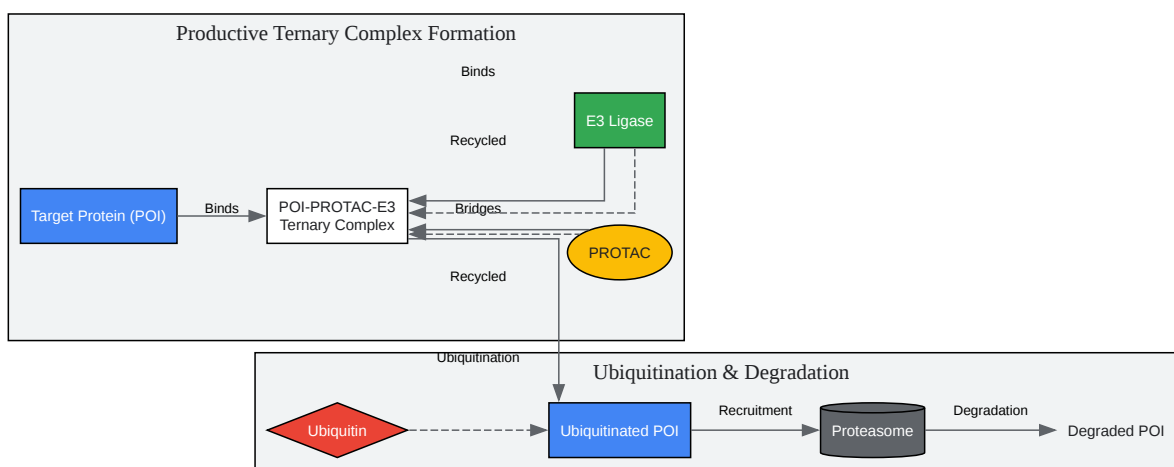 Productive Ternary Complex Formation
Binds
E3 Ligase
Recycled
Target Protein (POI)
Binds
POI-PROTAC-E3
Ternary Complex
Bridges
PROTAC
Recycled
Ubiquitination
Ubiquitination & Degradation
Ubiquitin
Ubiquitinated POI
Recruitment
Proteasome
Degradation
Degraded POI